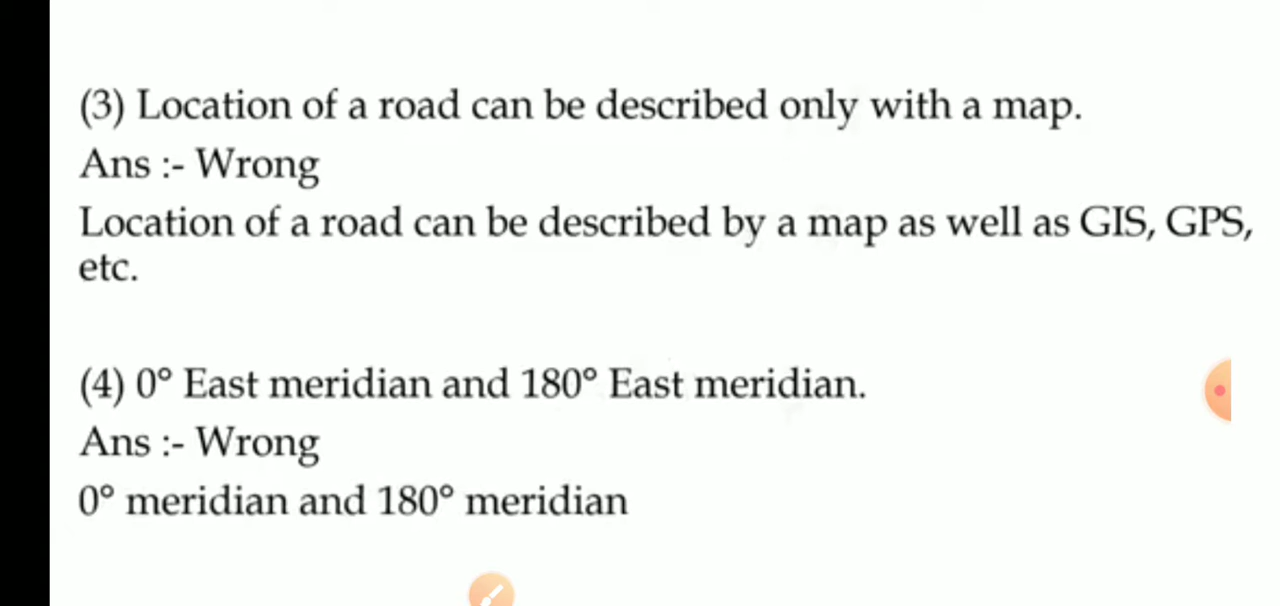 (3) Location of a road can be described only with a map.
Ans :- Wrong
Location of a road can be described by a map as well as GIS, GPS,
etc.
(4) 0° East meridian and 180° East meridian.
Ans :- Wrong
0° meridian and 180° meridian